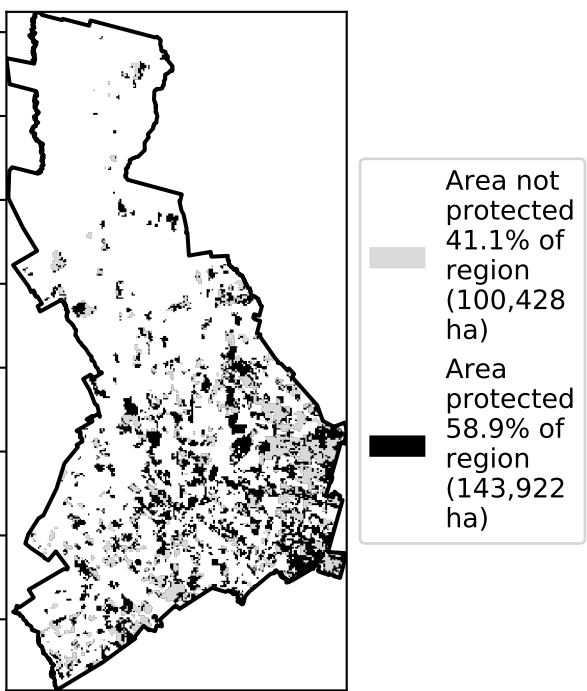 Area not
protected
41.1% of
region
(100,428
ha)
Area
protected
58.9% of
region
(143,922
ha)